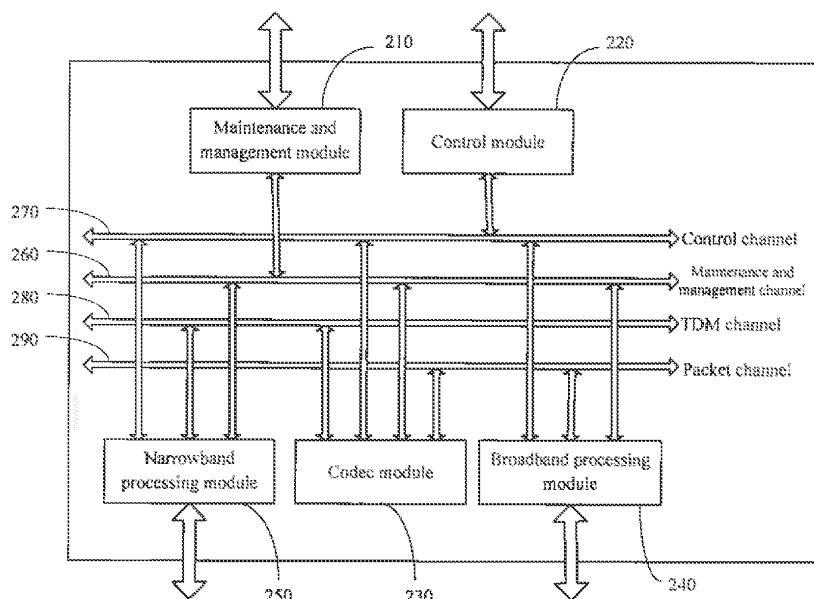 210
220
Maintenance and
management module
Control module
270
Control channel
260
Maintenance and
management channel
280
TDM channel
290
Packet channel
Narrowband
processing module
Codec module
Broadband processing
module
250
230
240